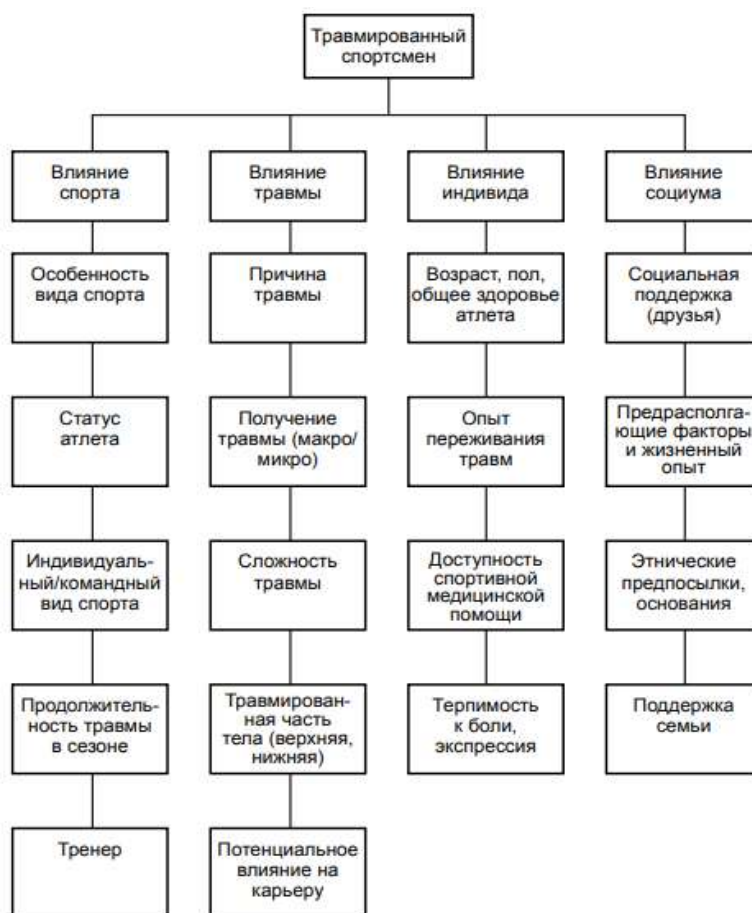 Травмированный
спортсмен
Влияние
спорта
Влияние
травмы
Влияние
индивида
Влияние
социума
Особенность
вида спорта
Причина
травмы
Возраст, пол,
общее здоровье
атлета
Социальная
поддержка
(друзья)
Статус
атлета
Получение
травмы (макро/
микро)
Опыт
переживания
травм
Предрасполга-
ющие факторы
и жизненный
опыт
Индивидуаль-
ный/командный
вид спорта
Сложность
травмы
Доступность
спортивной
медицинской
помощи
Этнические
предпосылки,
основания
Продолжитель-
ность травмы
в сезоне
Травмирован-
ная часть
тела (верхняя,
нижняя)
Терпимость
к боли,
экспрессия
Поддержка
семьи
Тренер
Потенциальное
влияние на
карьеру